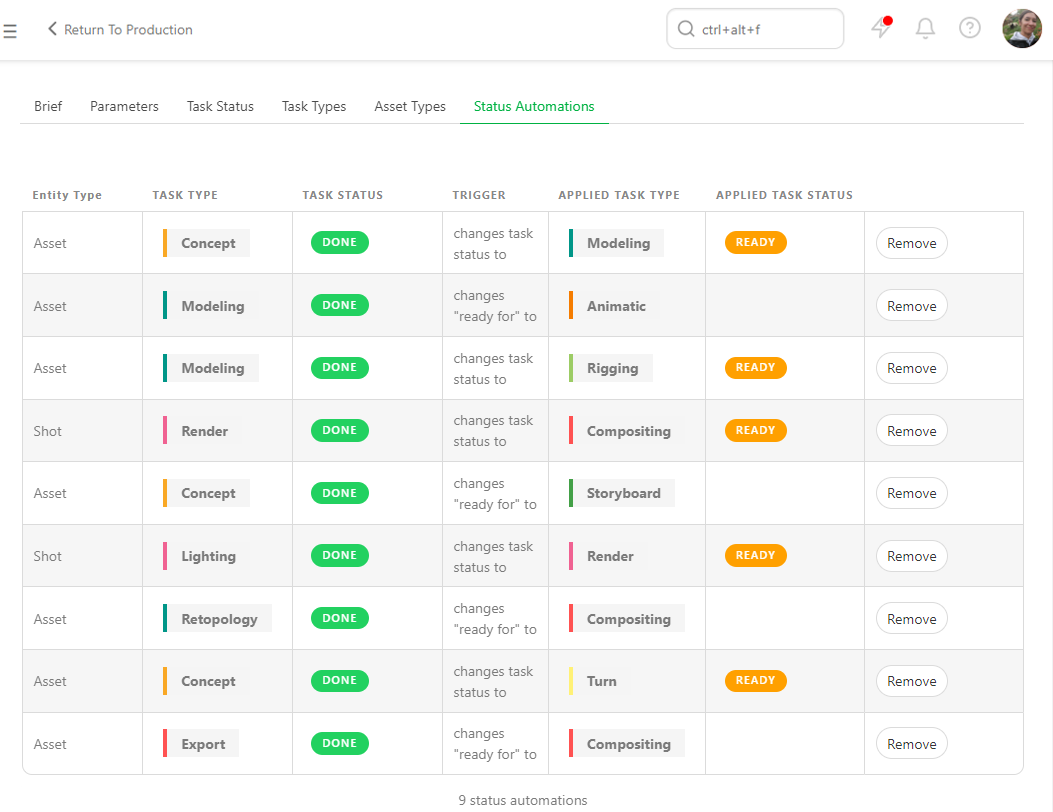 Return To Production
ctrl+alt+f
Brief Parameters Task Status Task Types Asset Types Status Automations
Entity Type TASK TYPE TASK STATUS TRIGGER APPLIED TASK TYPE APPLIED TASK STATUS
Asset Concept DONE changes task status to Modeling READY Remove
Asset Modeling DONE changes "ready for" to Animatic Remove
Asset Modeling DONE changes task status to Rigging READY Remove
Shot Render DONE changes task status to Compositing READY Remove
Asset Concept DONE changes "ready for" to Storyboard Remove
Shot Lighting DONE changes task status to Render READY Remove
Asset Retopology DONE changes "ready for" to Compositing Remove
Asset Concept DONE changes task status to Turn READY Remove
Asset Export DONE changes "ready for" to Compositing Remove
9 status automations